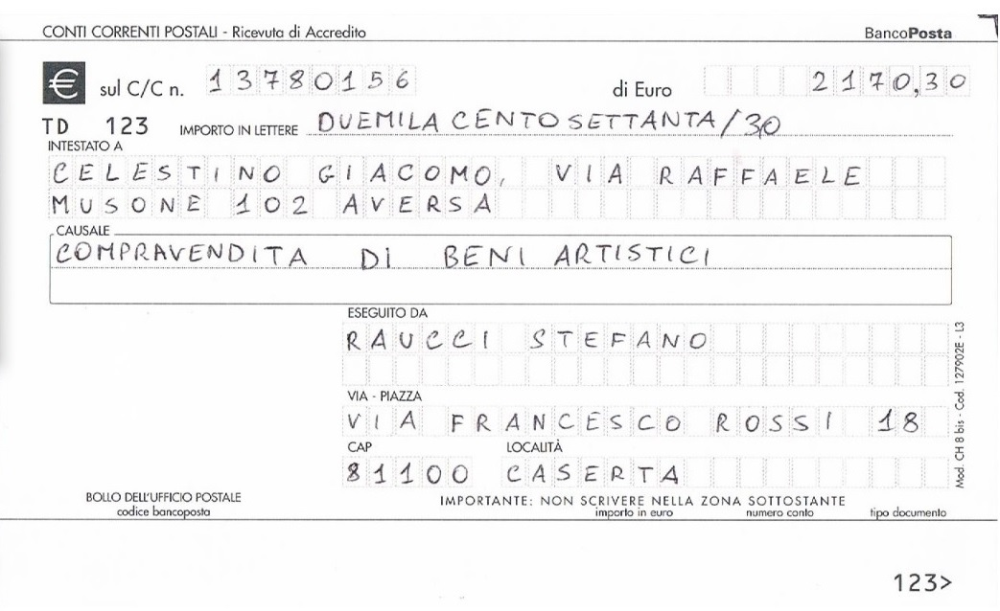 CONTI CORRENTI POSTALI - Ricevuta di Accredito BancoPosta
€ sul C/C n. 13780156 di Euro 2170,30
TD 123 IMPORTO IN LETTERE DUEMILA CENTO SETTANTA/30
INTESTATO A
CELESTINO GIACOMO, VIA RAFFAELE
MUSONE 102 AVERSA
CAUSALE
COMPRAVENDITA DI BENI ARTISTICI
ESEGUITO DA
RAUCCI STEFANO
VIA - PIAZZA
VIA FRANCESCO ROSSI 18
CAP LOCALITÀ
81100 CASERTA
Mod. CH 8 bis - Cod. 127902E - L3
BOLLO DELL'UFFICIO POSTALE IMPORTANTE: NON SCRIVERE NELLA ZONA SOTTOSTANTE
codice bancoposta importo in euro numero conto tipo documento
123>